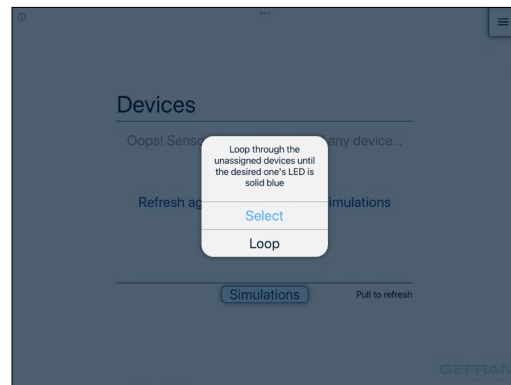 Devices
Oops! Senso any device...
Loop through the
unassigned devices until
the desired one's LED is
solid blue
Refresh ag imulations
Select
Loop
Simulations
Pull to refresh
GEFRAN